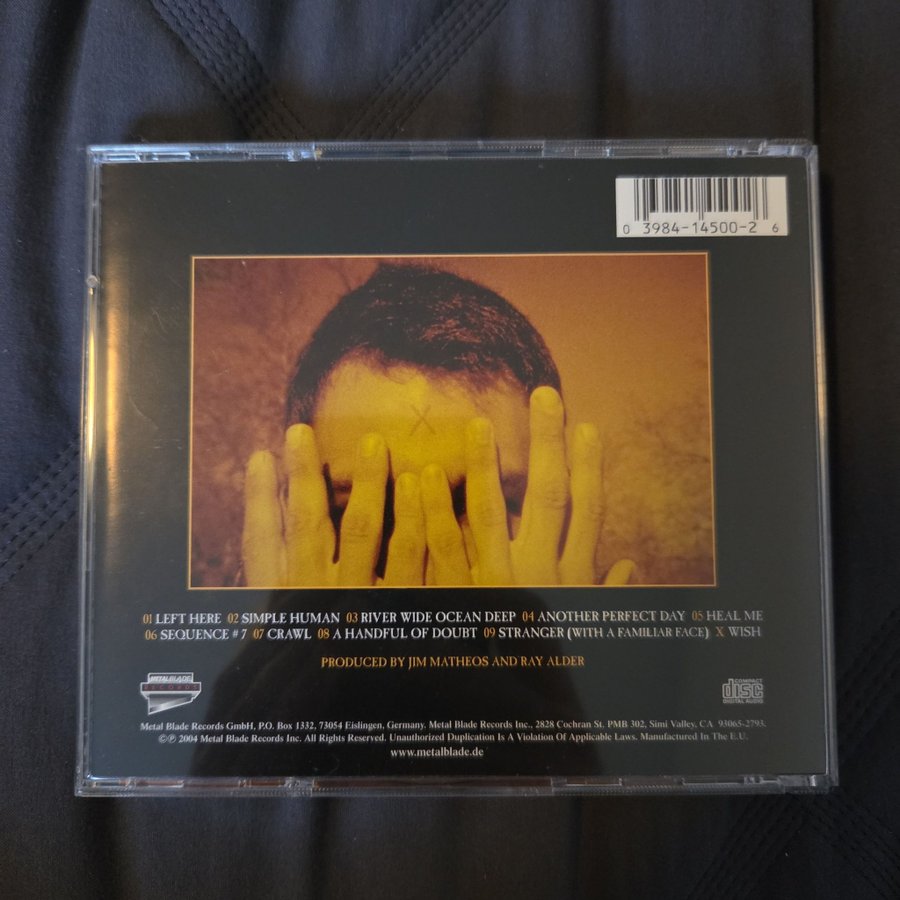 0 3984-14500-2 6
X
01 LEFT HERE 02 SIMPLE HUMAN 03 RIVER WIDE OCEAN DEEP 04 ANOTHER PERFECT DAY 05 HEAL ME
06 SEQUENCE #7 07 CRAWL 08 A HANDFUL OF DOUBT 09 STRANGER (WITH A FAMILIAR FACE) X WISH
PRODUCED BY JIM MATHEOS AND RAY ALDER
METALBLADE
RECORDS
COMPACT
disc
DIGITAL AUDIO
Metal Blade Records GmbH, P.O. Box 1332, 73054 Eislingen, Germany. Metal Blade Records Inc., 2828 Cochran St. PMB 302, Simi Valley, CA 93065-2793.
©℗ 2004 Metal Blade Records Inc. All Rights Reserved. Unauthorized Duplication Is A Violation Of Applicable Laws. Manufactured In The E.U.
www.metalblade.de